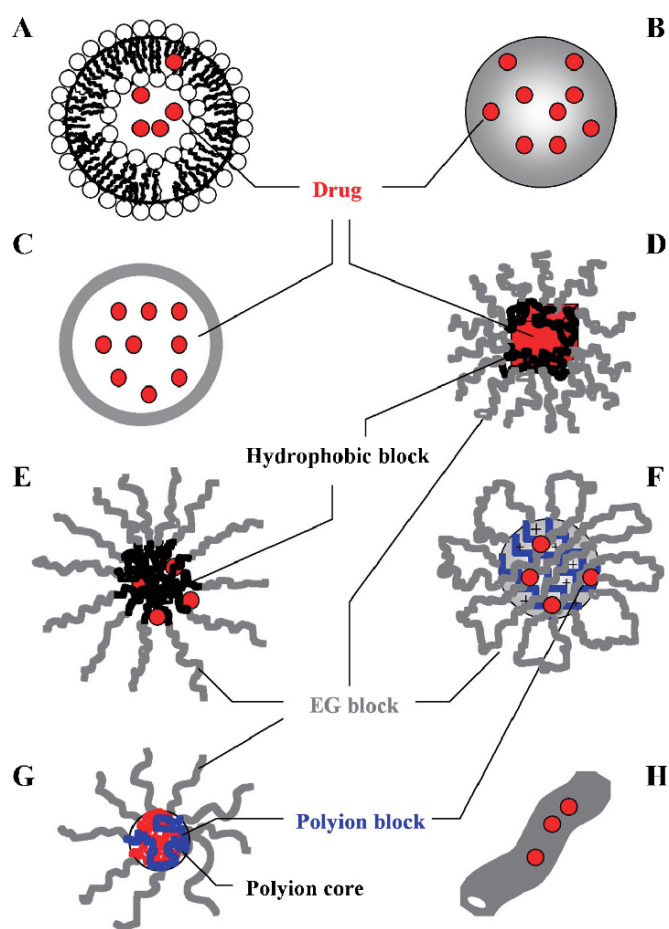 A
B
Drug
C
D
Hydrophobic block
E
F
+
+
+
+
+
+
EG block
G
H
Polyion block
Polyion core